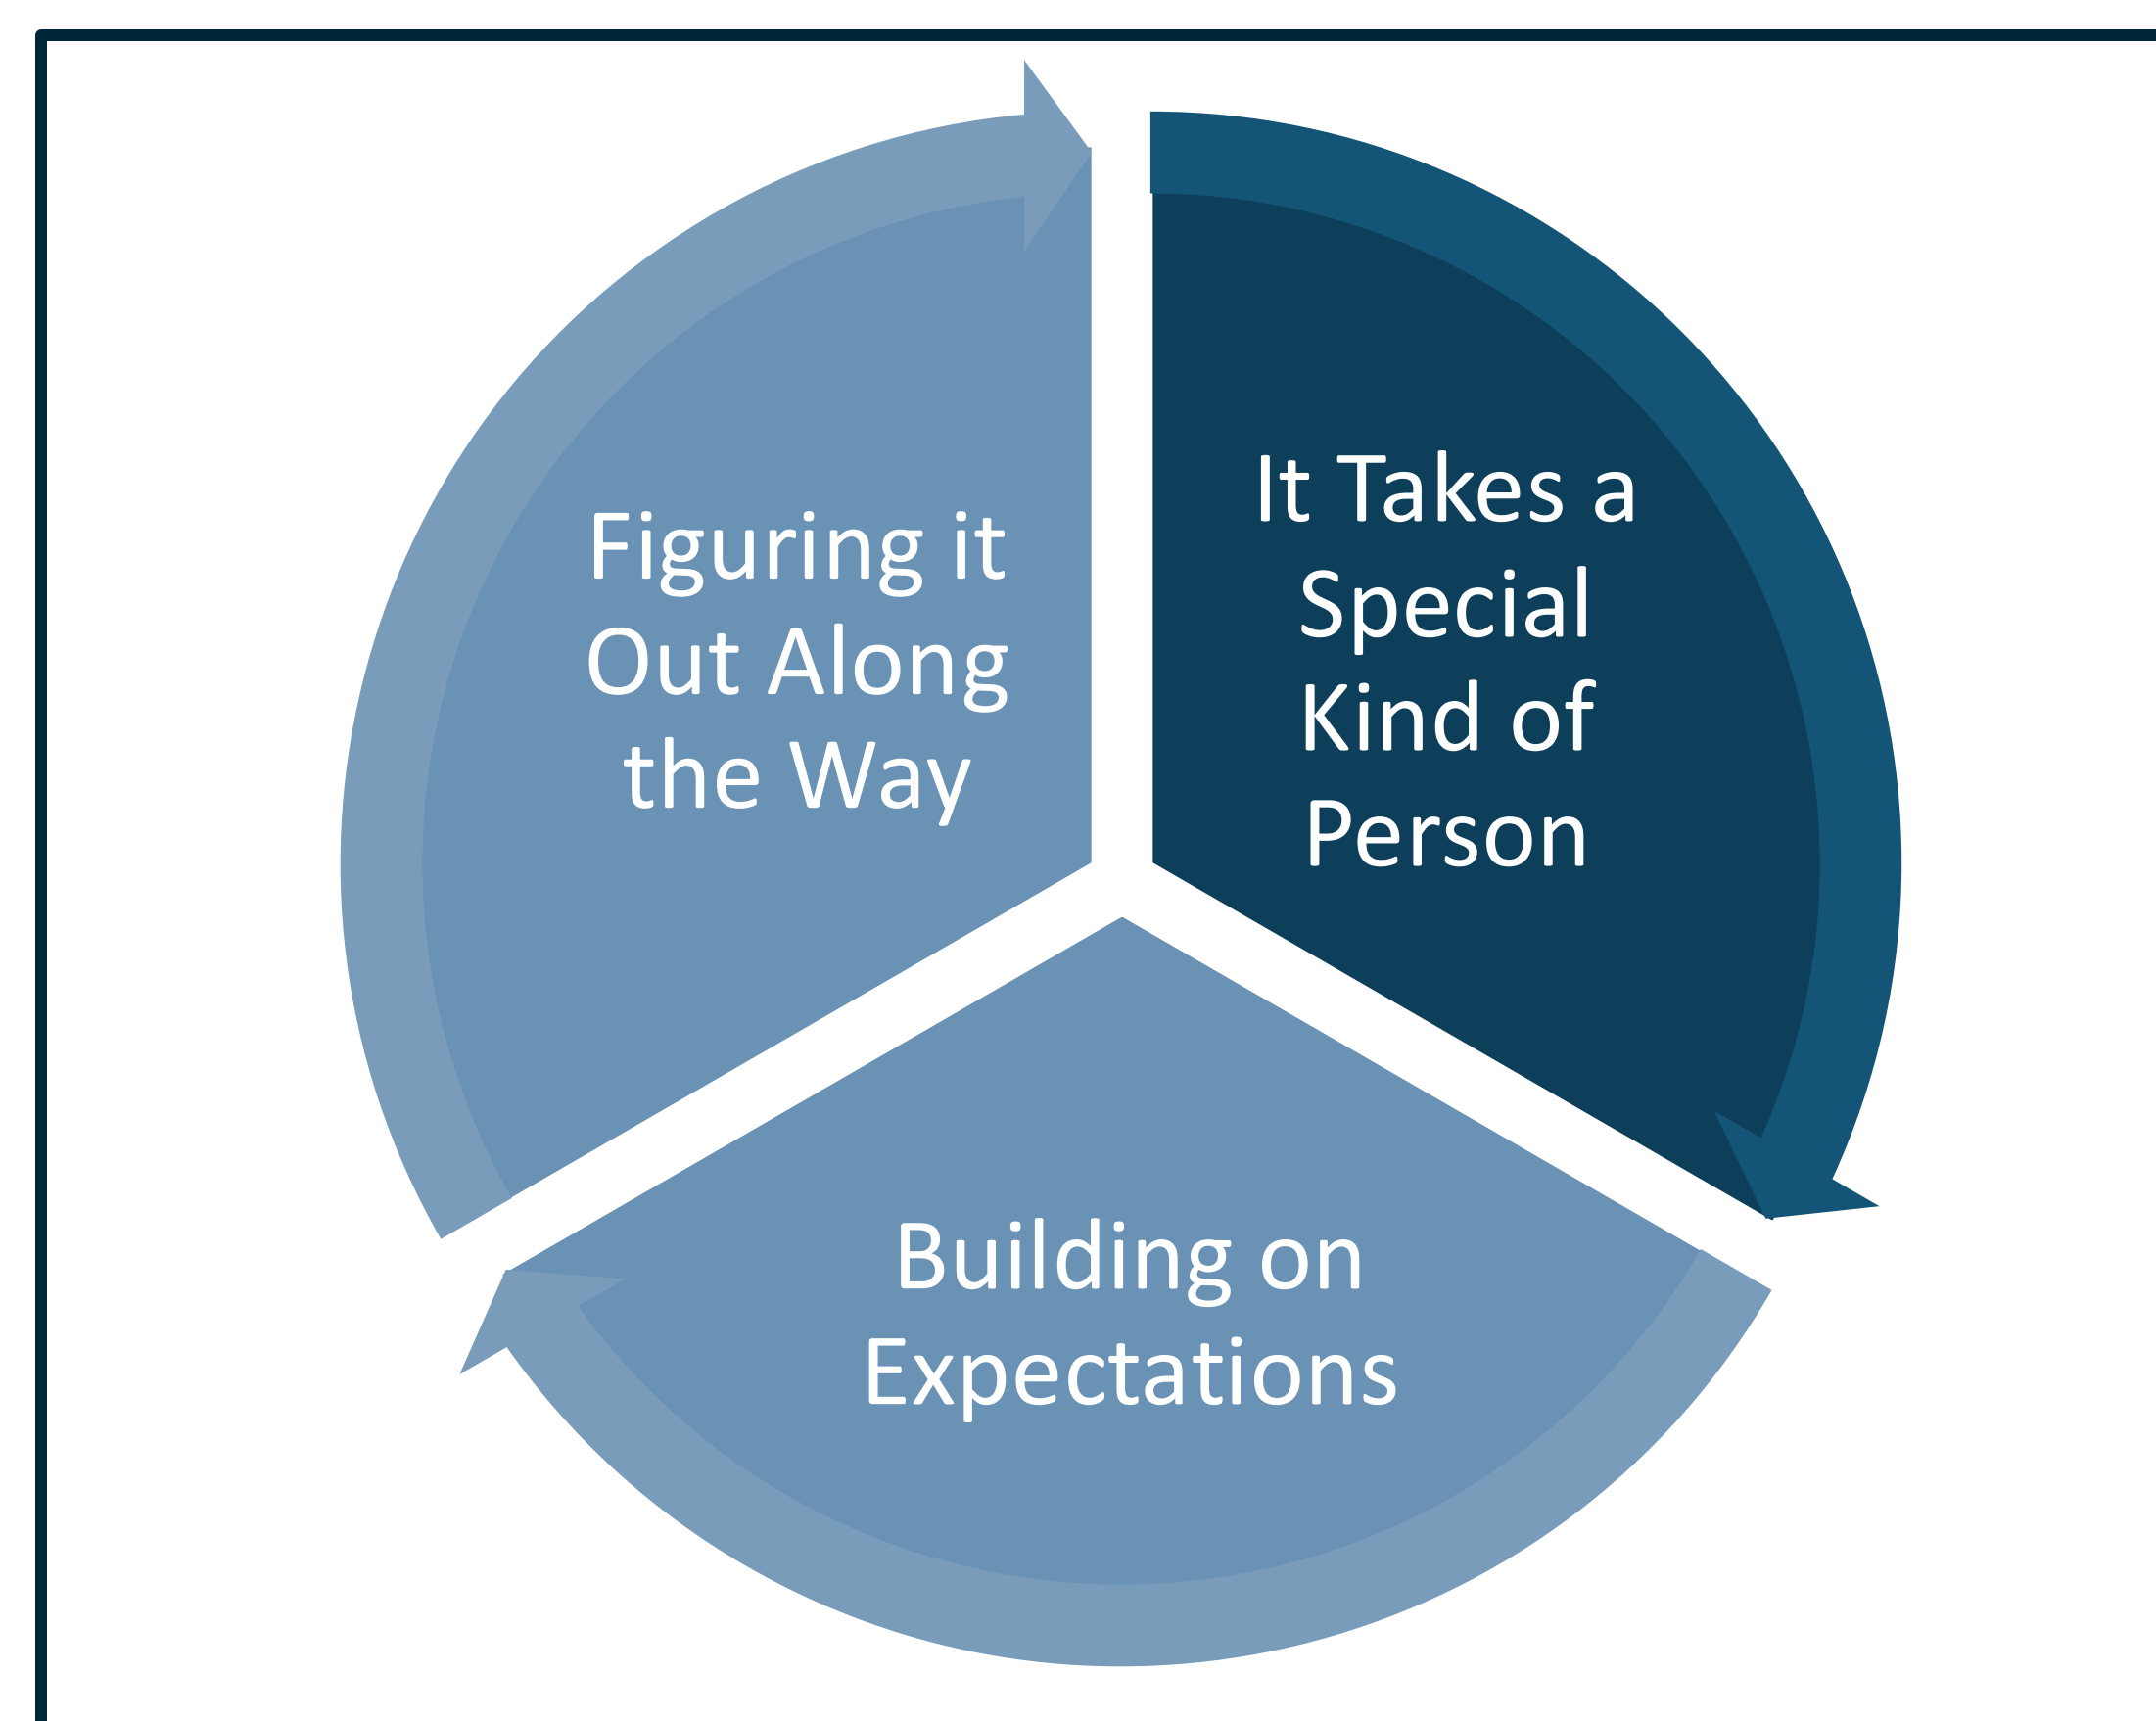 It Takes a
Special
Kind of
Person
Building on
Expectations
Figuring it
Out Along
the Way